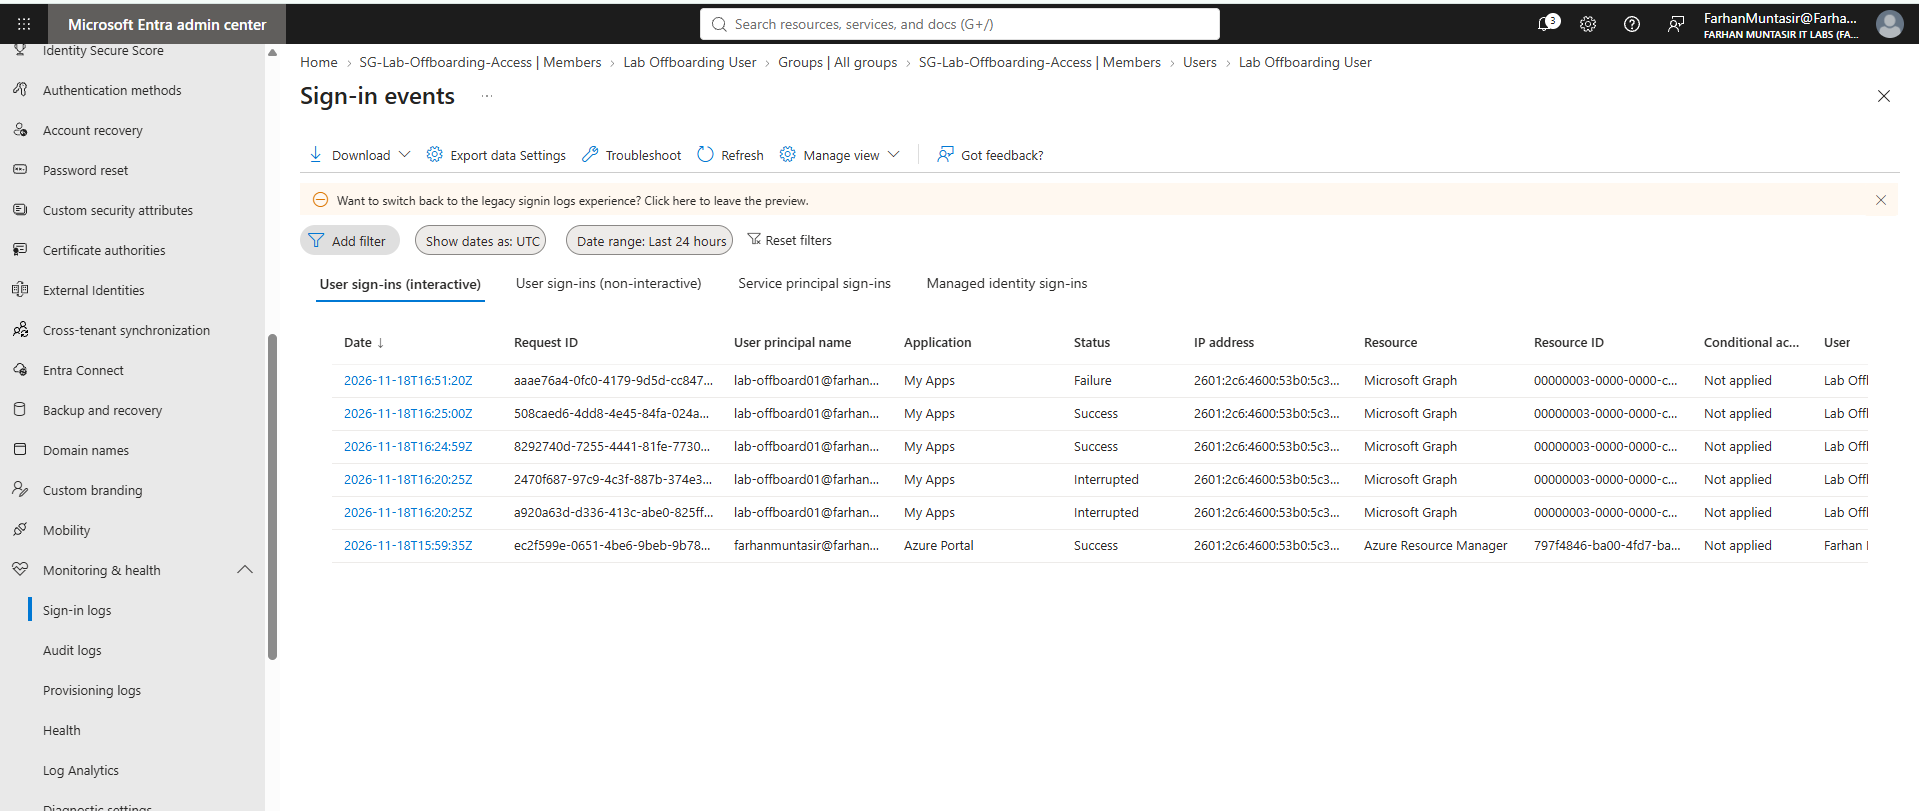 Microsoft Entra admin center
Search resources, services, and docs (G+/)
3
FarhanMuntasir@Farha...
FARHAN MUNTASIR IT LABS (FA...
Identity Secure Score
Authentication methods
Account recovery
Password reset
Custom security attributes
Certificate authorities
External Identities
Cross-tenant synchronization
Entra Connect
Backup and recovery
Domain names
Custom branding
Mobility
Monitoring & health
Sign-in logs
Audit logs
Provisioning logs
Health
Log Analytics
Diagnostic settings
Home > SG-Lab-Offboarding-Access | Members > Lab Offboarding User > Groups | All groups > SG-Lab-Offboarding-Access | Members > Users > Lab Offboarding User
Sign-in events ...
Download Export data Settings Troubleshoot Refresh Manage view Got feedback?
Want to switch back to the legacy signin logs experience? Click here to leave the preview.
Add filter Show dates as: UTC Date range: Last 24 hours Reset filters
User sign-ins (interactive) User sign-ins (non-interactive) Service principal sign-ins Managed identity sign-ins
Date ↓ Request ID User principal name Application Status IP address Resource Resource ID Conditional ac... User
2026-11-18T16:51:20Z aaae76a4-0fc0-4179-9d5d-cc847... lab-offboard01@farhan... My Apps Failure 2601:2c6:4600:53b0:5c3... Microsoft Graph 00000003-0000-0000-c... Not applied Lab Offl
2026-11-18T16:25:00Z 508caed6-4dd8-4e45-84fa-024a... lab-offboard01@farhan... My Apps Success 2601:2c6:4600:53b0:5c3... Microsoft Graph 00000003-0000-0000-c... Not applied Lab Offl
2026-11-18T16:24:59Z 8292740d-7255-4441-81fe-7730... lab-offboard01@farhan... My Apps Success 2601:2c6:4600:53b0:5c3... Microsoft Graph 00000003-0000-0000-c... Not applied Lab Offl
2026-11-18T16:20:25Z 2470f687-97c9-4c3f-887b-374e3... lab-offboard01@farhan... My Apps Interrupted 2601:2c6:4600:53b0:5c3... Microsoft Graph 00000003-0000-0000-c... Not applied Lab Offl
2026-11-18T16:20:25Z a920a63d-d336-413c-abe0-825ff... lab-offboard01@farhan... My Apps Interrupted 2601:2c6:4600:53b0:5c3... Microsoft Graph 00000003-0000-0000-c... Not applied Lab Offl
2026-11-18T15:59:35Z ec2f599e-0651-4be6-9beb-9b78... farhanmuntasir@farhan... Azure Portal Success 2601:2c6:4600:53b0:5c3... Azure Resource Manager 797f4846-ba00-4fd7-ba... Not applied Farhan